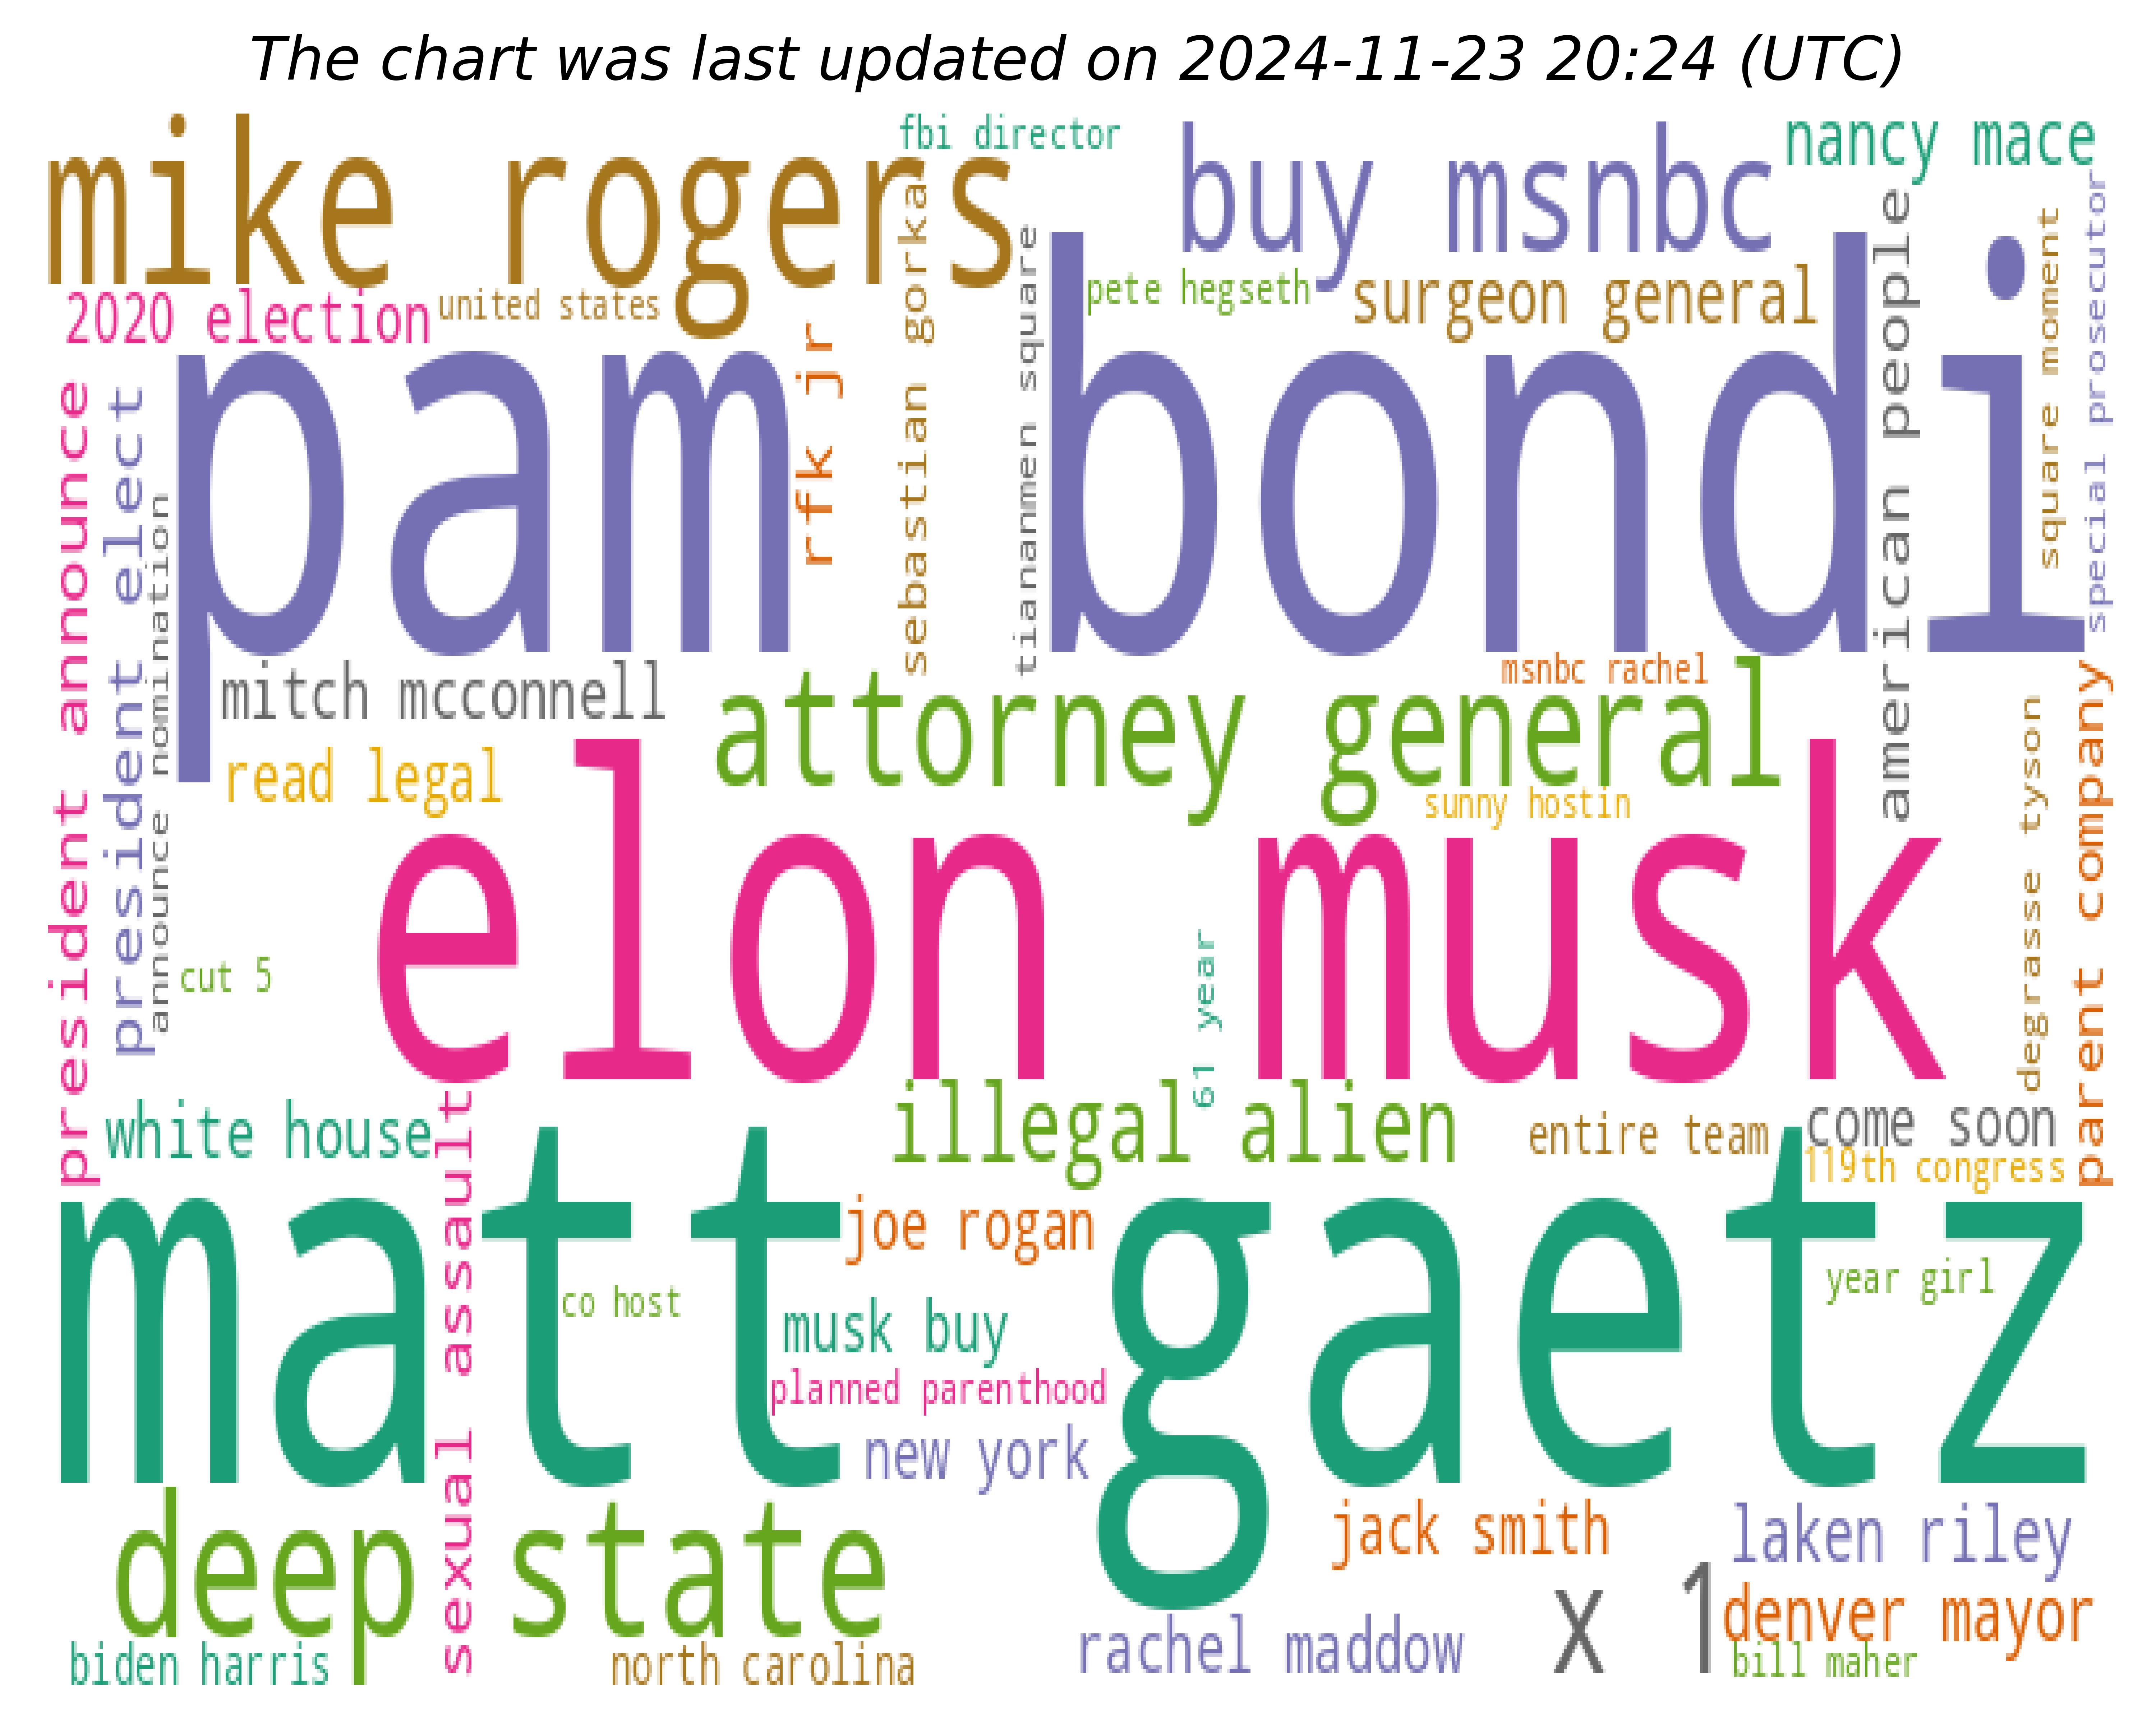 The chart was last updated on 2024-11-23 20:24 (UTC)
mike rogers
fbi director
buy msnbc
nancy mace
2020 election
united states
pete hegseth
surgeon general
sebastian gorka
tiananmen square
american people
square moment
special prosecutor
pam bondi
rfk jr
president announce
president elect
announce nomination
mitch mcconnell
attorney general
msnbc rachel
read legal
sunny hostin
elon musk
degrasse tyson
parent company
cut 5
61 year
white house
illegal alien
entire team
come soon
119th congress
matt gaetz
sexual assault
joe rogan
co host
year girl
musk buy
planned parenthood
new york
deep state
jack smith
laken riley
x 1
denver mayor
biden harris
north carolina
rachel maddow
bill maher